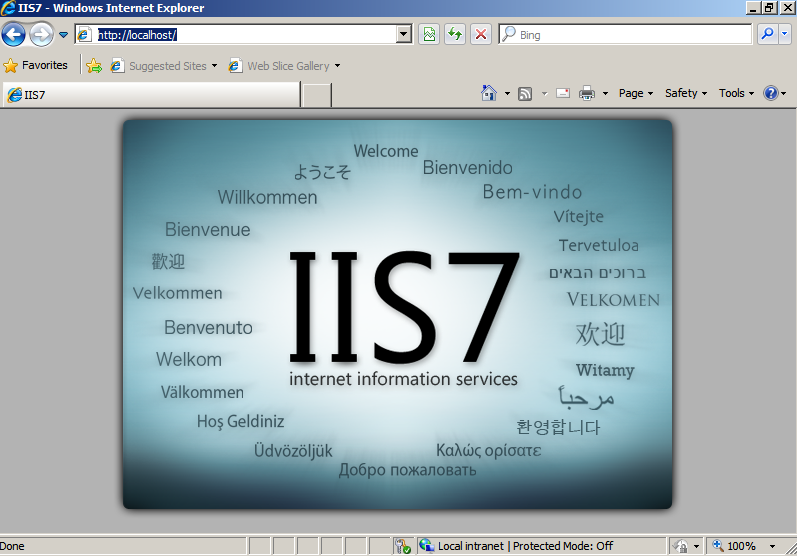 IIS7 - Windows Internet Explorer
http://localhost/
Bing
Favorites
Suggested Sites
Web Slice Gallery
IIS7
Page
Safety
Tools
Welcome
ようこそ
Bienvenido
Willkommen
Bem-vindo
Vítejte
Bienvenue
Tervetuloa
歡迎
ברוכים הבאים
Velkommen
VELKOMEN
IIS7
internet information services
Benvenuto
欢迎
Welkom
Witamy
Välkommen
مرحباً
Hoş Geldiniz
환영합니다
Üdvözöljük
Καλώς ορίσατε
Добро пожаловать
Done
Local intranet | Protected Mode: Off
100%